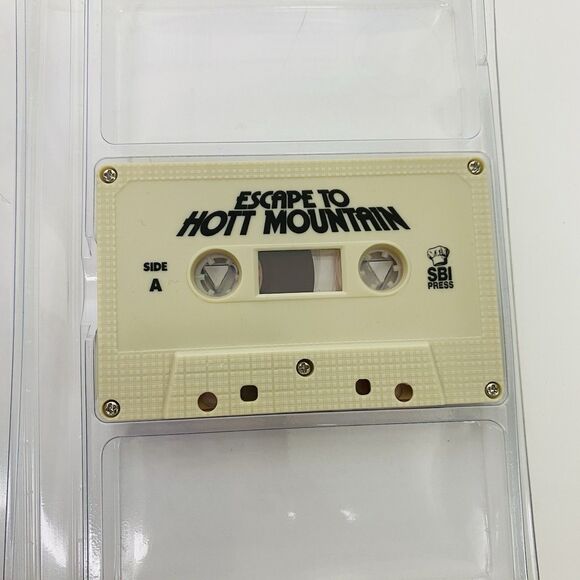 ESCAPE TO
HOTT MOUNTAIN
SIDE
A
SBI
PRESS